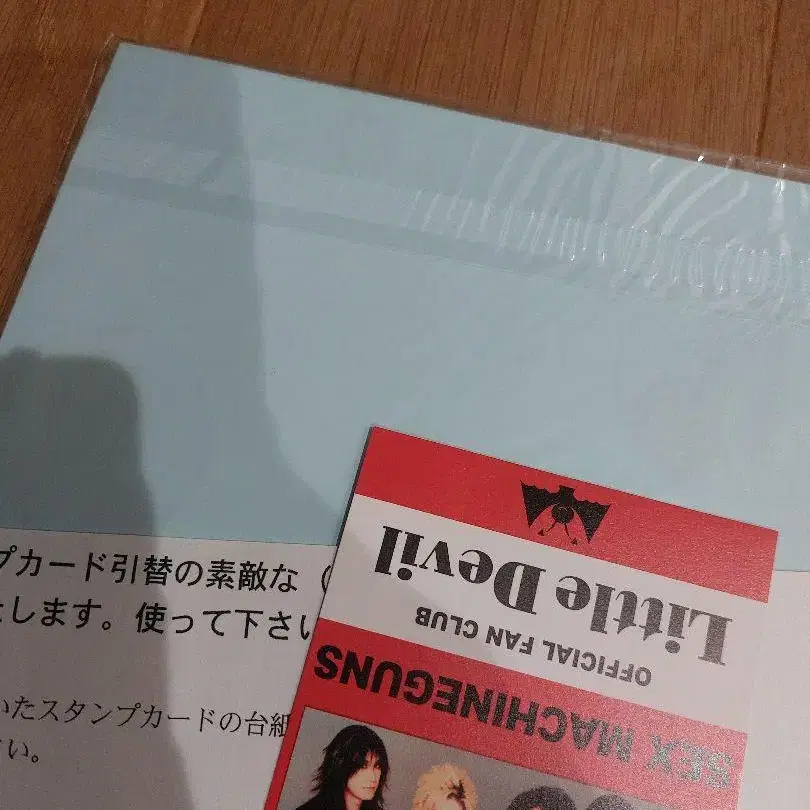 プカード引替の素敵な（
とします。使って下さい
いたスタンプカードの台紙
さい。
Little Devil
OFFICIAL FAN CLUB
SEX MACHINEGUNS